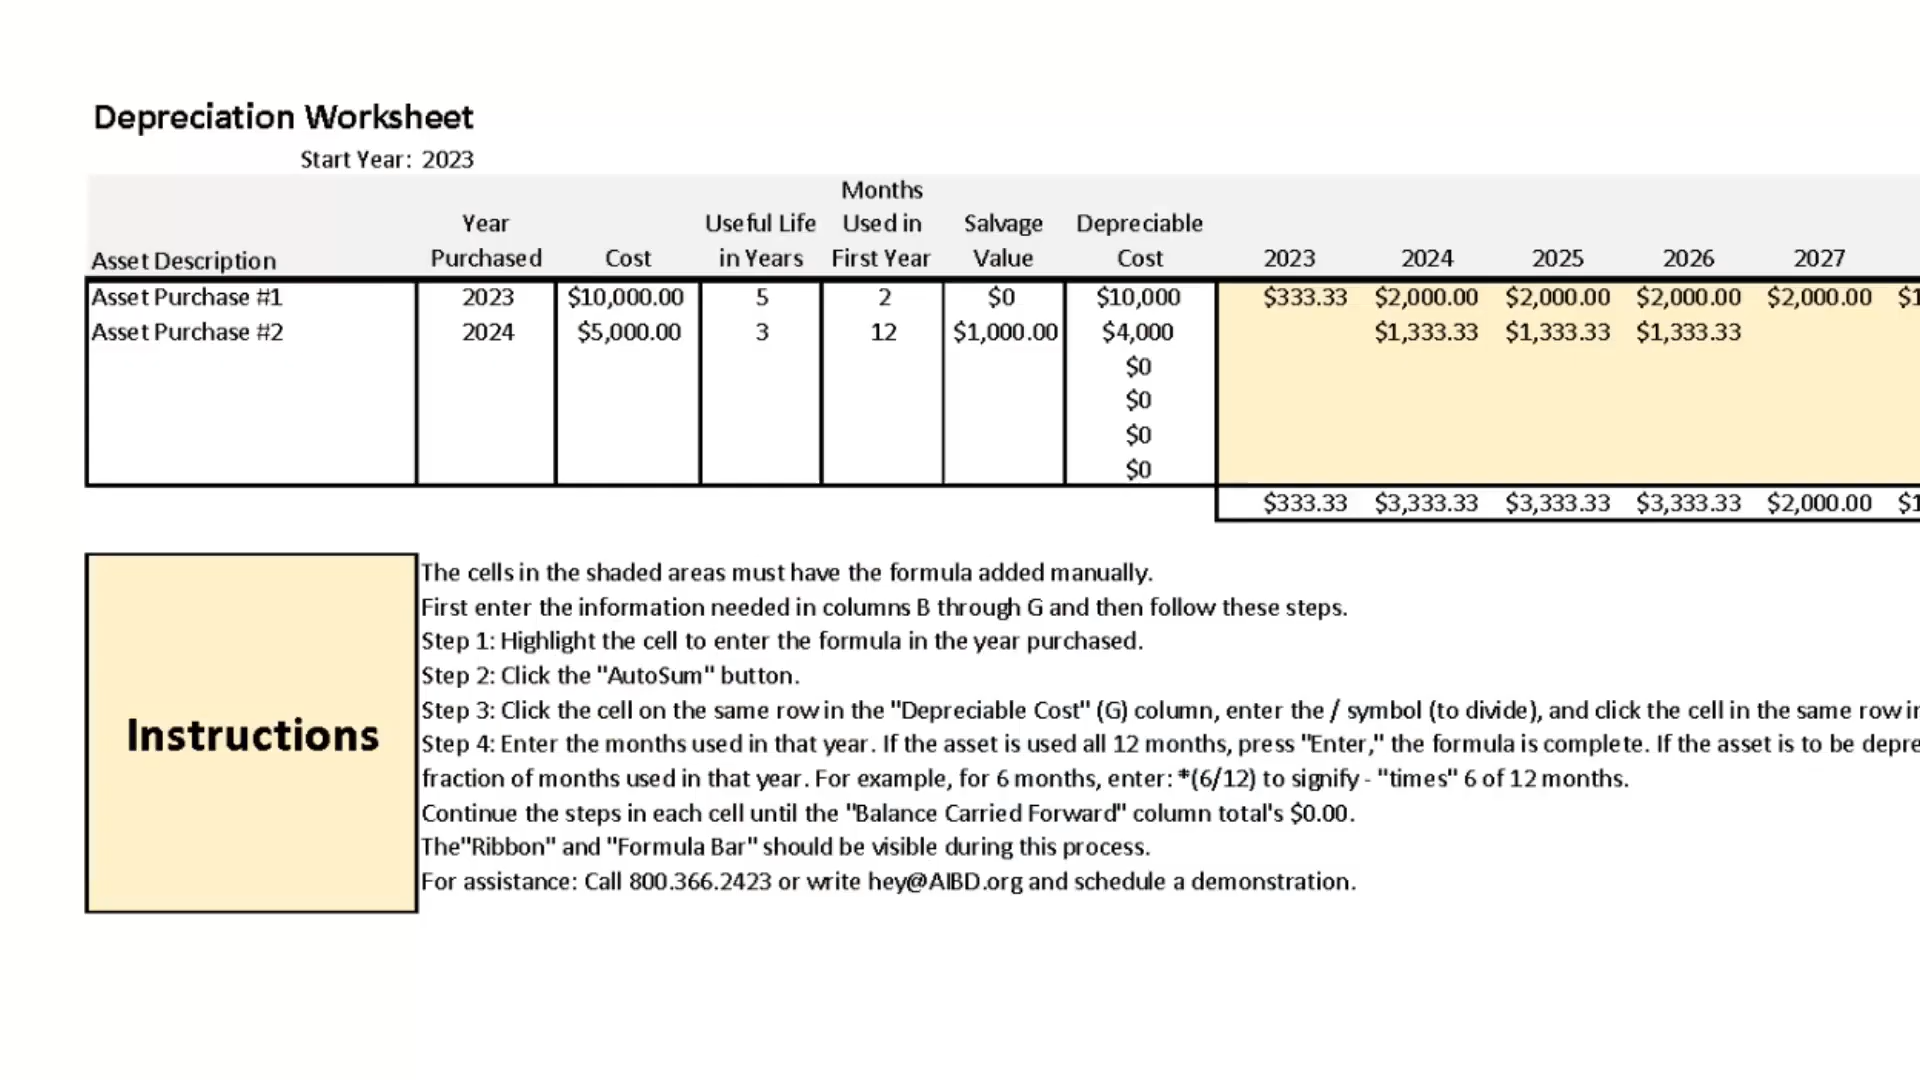 Depreciation Worksheet
Start Year: 2023
Asset Description Year Purchased Cost Useful Life in Years Months Used in First Year Salvage Value Depreciable Cost 2023 2024 2025 2026 2027
Asset Purchase #1 2023 $10,000.00 5 2 $0 $10,000 $333.33 $2,000.00 $2,000.00 $2,000.00 $2,000.00 $1
Asset Purchase #2 2024 $5,000.00 3 12 $1,000.00 $4,000 $1,333.33 $1,333.33 $1,333.33
$0
$0
$0
$0
$333.33 $3,333.33 $3,333.33 $3,333.33 $2,000.00 $1
Instructions
The cells in the shaded areas must have the formula added manually.
First enter the information needed in columns B through G and then follow these steps.
Step 1: Highlight the cell to enter the formula in the year purchased.
Step 2: Click the "AutoSum" button.
Step 3: Click the cell on the same row in the "Depreciable Cost" (G) column, enter the / symbol (to divide), and click the cell in the same row in
Step 4: Enter the months used in that year. If the asset is used all 12 months, press "Enter," the formula is complete. If the asset is to be depre
fraction of months used in that year. For example, for 6 months, enter: *(6/12) to signify - "times" 6 of 12 months.
Continue the steps in each cell until the "Balance Carried Forward" column total's $0.00.
The"Ribbon" and "Formula Bar" should be visible during this process.
For assistance: Call 800.366.2423 or write hey@AIBD.org and schedule a demonstration.